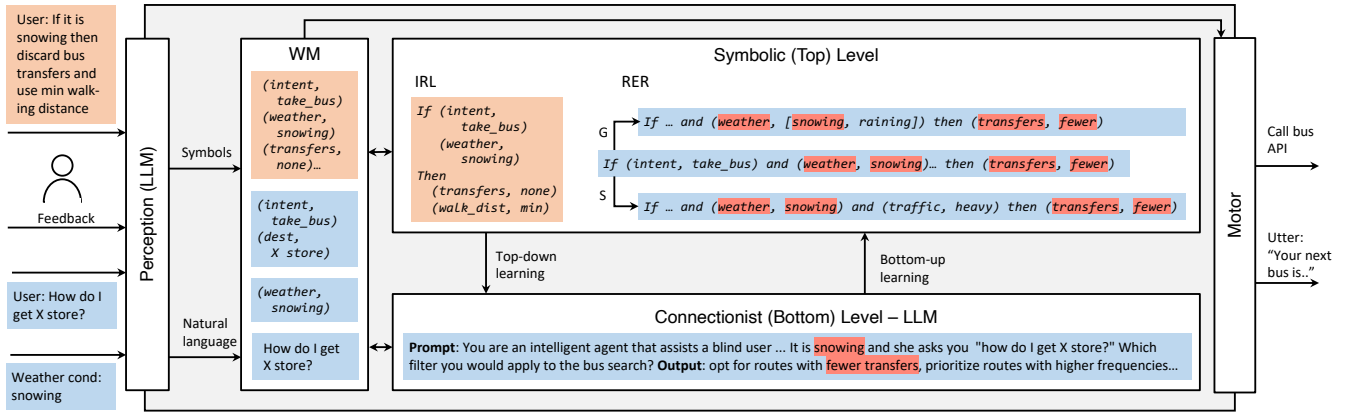 User: If it is
snowing then
discard bus
transfers and
use min walk-
ing distance
Feedback
User: How do I
get X store?
Weather cond:
snowing
Perception (LLM)
Symbols
Natural
language
WM
(intent,
take_bus)
(weather,
snowing)
(transfers,
none)…
(intent,
take_bus)
(dest,
X store)
(weather,
snowing)
How do I get
X store?
Symbolic (Top) Level
IRL
If (intent,
take_bus)
(weather,
snowing)
Then
(transfers, none)
(walk_dist, min)
RER
G
If … and (weather, [snowing, raining]) then (transfers, fewer)
If (intent, take_bus) and (weather, snowing)… then (transfers, fewer)
S
If … and (weather, snowing) and (traffic, heavy) then (transfers, fewer)
Top-down
learning
Bottom-up
learning
Connectionist (Bottom) Level – LLM
Prompt: You are an intelligent agent that assists a blind user ... It is snowing and she asks you "how do I get X store?" Which
filter you would apply to the bus search? Output: opt for routes with fewer transfers, prioritize routes with higher frequencies…
Motor
Call bus
API
Utter:
“Your next
bus is..”